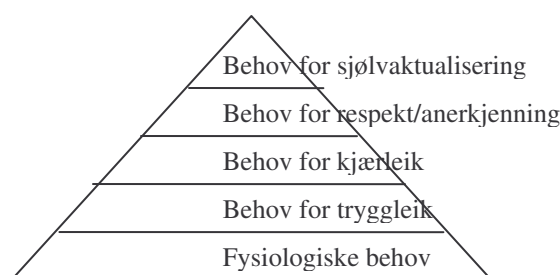 Behov for sjølvaktualisering
Behov for respekt/anerkjenning
Behov for kjærleik
Behov for tryggleik
Fysiologiske behov